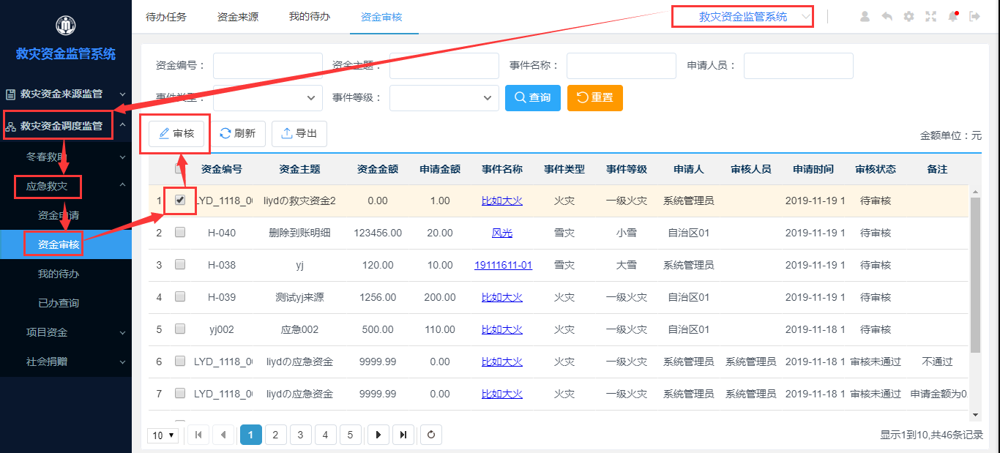 救灾资金监管系统
救灾资金来源监管
救灾资金调度监管
冬春救助
应急救灾
资金申请
资金审核
我的待办
已办查询
项目资金
社会捐赠
待办任务 资金来源 我的待办 资金审核 救灾资金监管系统
资金编号： 资金主题： 事件名称： 申请人员：
事件类型： 事件等级： 查询 重置
审核 刷新 导出 金额单位：元
资金编号 资金主题 资金金额 申请金额 事件名称 事件类型 事件等级 申请人 审核人员 申请时间 审核状态 备注
1 LYD_1118_0 liydの救灾资金2 0.00 1.00 比如大火 火灾 一级火灾 系统管理员 2019-11-19 1 待审核
2 H-040 删除到账明细 123456.00 20.00 风光 雪灾 小雪 自治区01 2019-11-19 1 待审核
3 H-038 yj 120.00 10.00 19111611-01 雪灾 大雪 系统管理员 2019-11-19 1 待审核
4 H-039 测试yj来源 1256.00 200.00 比如大火 火灾 一级火灾 自治区01 2019-11-19 1 待审核
5 yj002 应急002 500.00 110.00 比如大火 火灾 一级火灾 自治区01 2019-11-19 1 待审核
6 LYD_1118_0 liydの应急资金 9999.99 0.00 比如大火 火灾 一级火灾 系统管理员 系统管理员 2019-11-18 1 审核未通过 不通过
7 LYD_1118_0 liydの应急资金 9999.99 0.00 比如大火 火灾 一级火灾 系统管理员 系统管理员 2019-11-18 1 审核未通过 申请金额为0
10 1 2 3 4 5 显示1到10,共46条记录